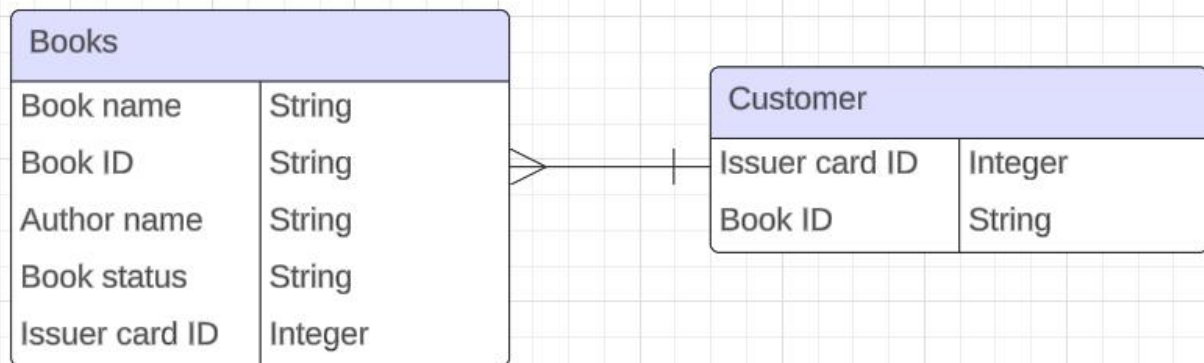 Books
Book name String
Book ID String
Author name String
Book status String
Issuer card ID Integer
Customer
Issuer card ID Integer
Book ID String